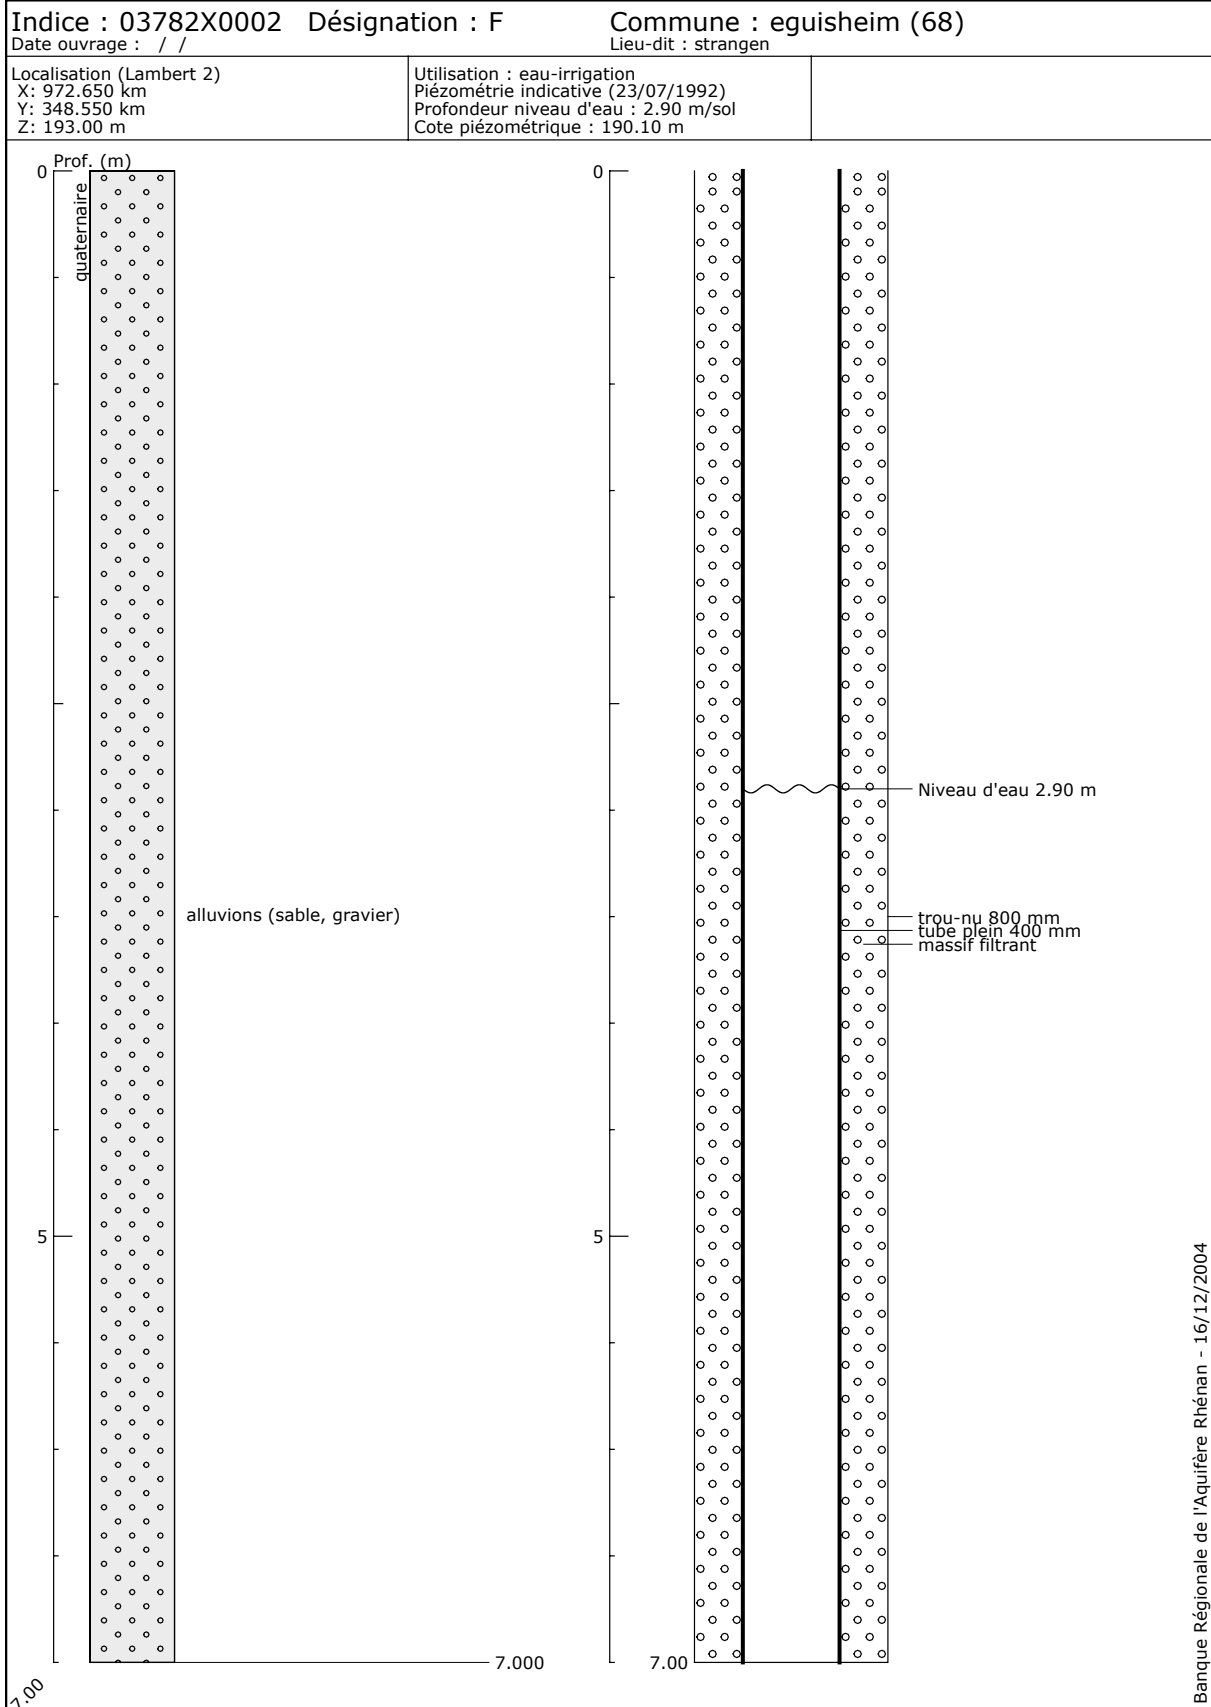 Indice : 03782X0002 Désignation : F Commune : eguisheim (68)
Date ouvrage : / / Lieu-dit : strangen
Localisation (Lambert 2)
X: 972.650 km
Y: 348.550 km
Z: 193.00 m
Utilisation : eau-irrigation
Piézométrie indicative (23/07/1992)
Profondeur niveau d'eau : 2.90 m/sol
Cote piézométrique : 190.10 m
Prof. (m)
0
quaternaire
0
Niveau d'eau 2.90 m
alluvions (sable, gravier)
trou-nu 800 mm
tube plein 400 mm
massif filtrant
5
5
7.000
7.00
7.00
Banque Régionale de l'Aquifère Rhénan - 16/12/2004